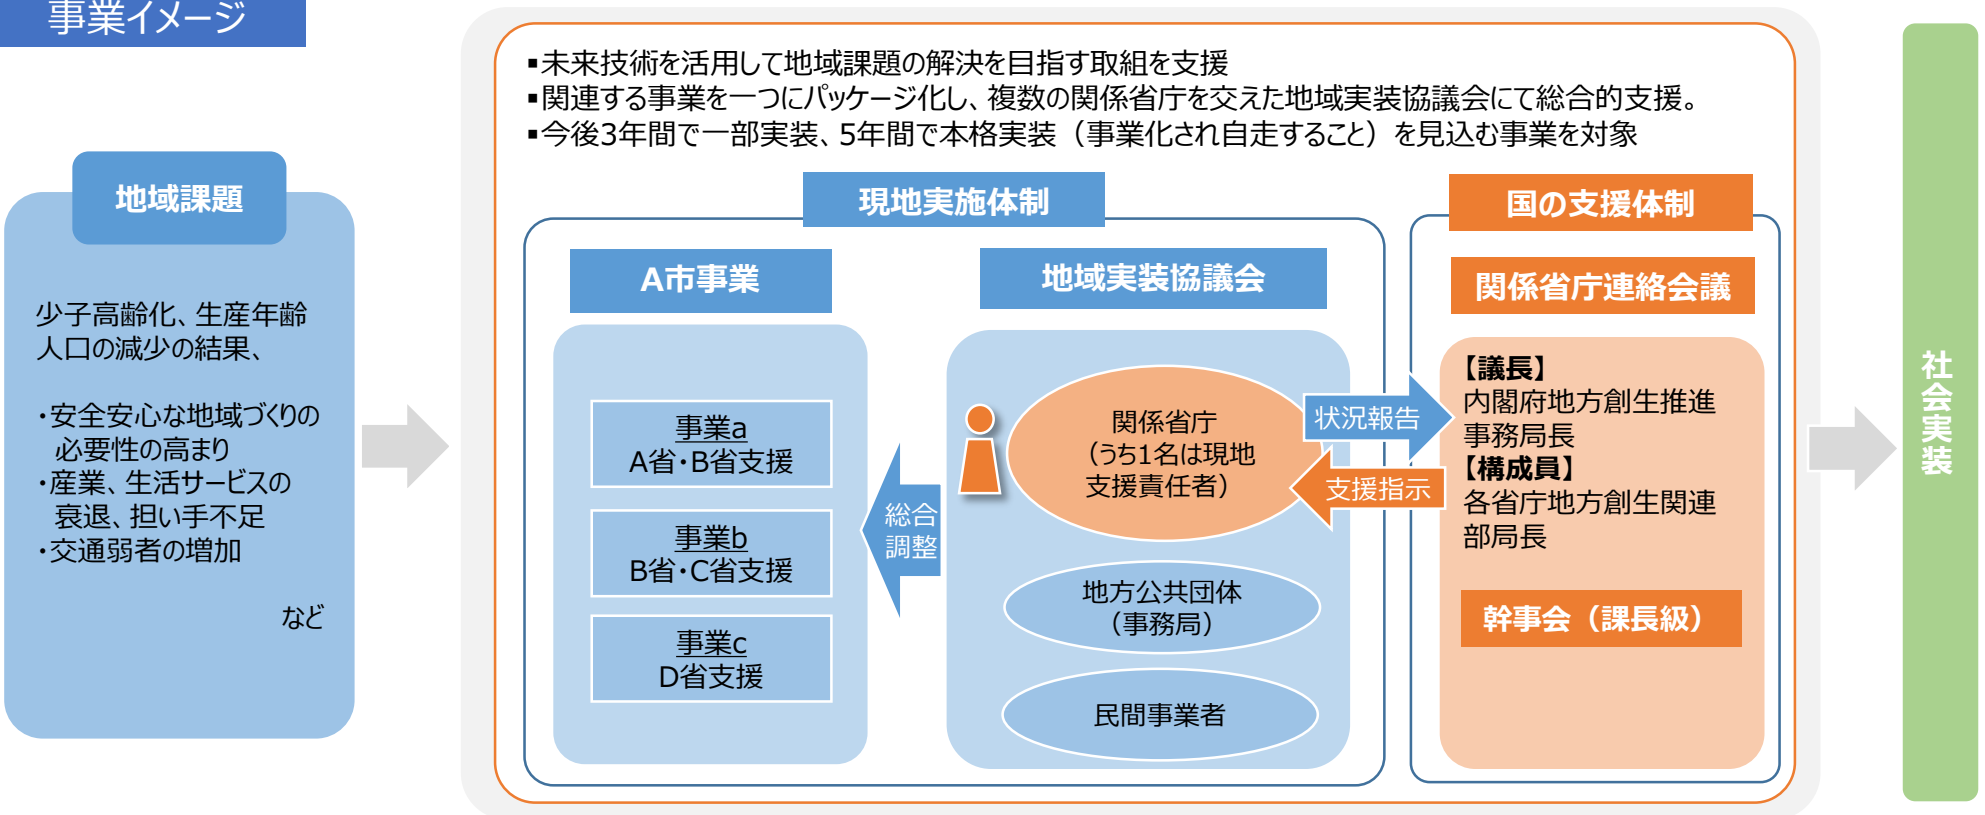 事業イメージ
▪未来技術を活用して地域課題の解決を目指す取組を支援
▪関連する事業を一つにパッケージ化し、複数の関係省庁を交えた地域実装協議会にて総合的支援。
▪今後3年間で一部実装、5年間で本格実装（事業化され自走すること）を見込む事業を対象
地域課題
少子高齢化、生産年齢
人口の減少の結果、
・安全安心な地域づくりの
必要性の高まり
・産業、生活サービスの
衰退、担い手不足
・交通弱者の増加
など
現地実施体制
A市事業
事業a
A省・B省支援
事業b
B省・C省支援
事業c
D省支援
総合
調整
地域実装協議会
関係省庁
（うち1名は現地
支援責任者）
地方公共団体
（事務局）
民間事業者
状況報告
支援指示
国の支援体制
関係省庁連絡会議
【議長】
内閣府地方創生推進
事務局長
【構成員】
各省庁地方創生関連
部局長
幹事会（課長級）
社会実装